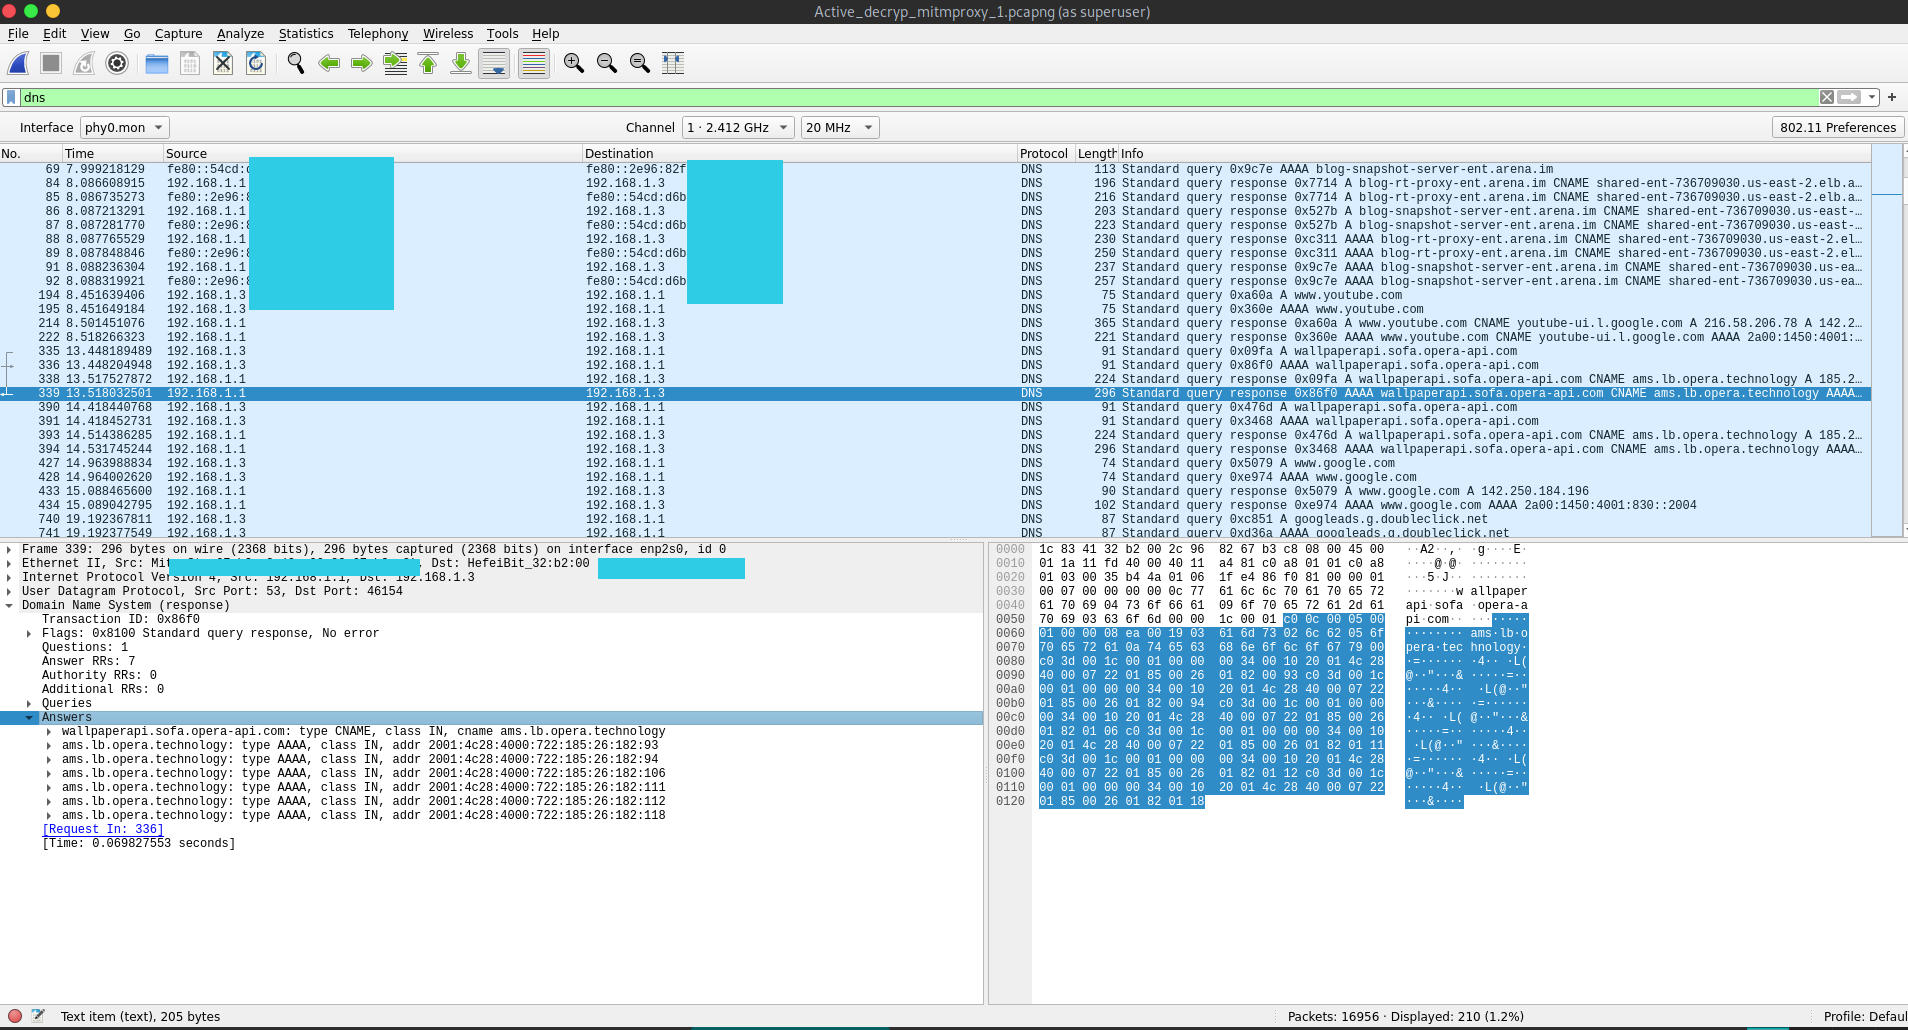 Active_decryp_mitmproxy_1.pcapng (as superuser)
File Edit View Go Capture Analyze Statistics Telephony Wireless Tools Help
dns
Interface phy0.mon Channel 1 · 2.412 GHz 20 MHz 802.11 Preferences
No. Time Source Destination Protocol Length Info
69 7.999218129 fe80::54cd: fe80::2e96:82f DNS 113 Standard query 0x9c7e AAAA blog-snapshot-server-ent.arena.im
84 8.086608915 192.168.1.1 192.168.1.3 DNS 196 Standard query response 0x7714 A blog-rt-proxy-ent.arena.im CNAME shared-ent-736709030.us-east-2.elb.a…
85 8.086735273 fe80::2e96: fe80::54cd:d6b DNS 216 Standard query response 0x7714 A blog-rt-proxy-ent.arena.im CNAME shared-ent-736709030.us-east-2.elb.a…
86 8.087213291 192.168.1.1 192.168.1.3 DNS 203 Standard query response 0x527b A blog-snapshot-server-ent.arena.im CNAME shared-ent-736709030.us-east-…
87 8.087281770 fe80::2e96: fe80::54cd:d6b DNS 223 Standard query response 0x527b A blog-snapshot-server-ent.arena.im CNAME shared-ent-736709030.us-east-…
88 8.087765529 192.168.1.1 192.168.1.3 DNS 230 Standard query response 0xc311 AAAA blog-rt-proxy-ent.arena.im CNAME shared-ent-736709030.us-east-2.el…
89 8.087848846 fe80::2e96: fe80::54cd:d6b DNS 250 Standard query response 0xc311 AAAA blog-rt-proxy-ent.arena.im CNAME shared-ent-736709030.us-east-2.el…
91 8.088236304 192.168.1.1 192.168.1.3 DNS 237 Standard query response 0x9c7e AAAA blog-snapshot-server-ent.arena.im CNAME shared-ent-736709030.us-ea…
92 8.088319921 fe80::2e96: fe80::54cd:d6b DNS 257 Standard query response 0x9c7e AAAA blog-snapshot-server-ent.arena.im CNAME shared-ent-736709030.us-ea…
194 8.451639406 192.168.1.3 192.168.1.1 DNS 75 Standard query 0xa60a A www.youtube.com
195 8.451649184 192.168.1.3 192.168.1.1 DNS 75 Standard query 0x360e AAAA www.youtube.com
214 8.501451076 192.168.1.1 192.168.1.3 DNS 365 Standard query response 0xa60a A www.youtube.com CNAME youtube-ui.l.google.com A 216.58.206.78 A 142.2…
222 8.518266323 192.168.1.1 192.168.1.3 DNS 221 Standard query response 0x360e AAAA www.youtube.com CNAME youtube-ui.l.google.com AAAA 2a00:1450:4001:…
335 13.448189489 192.168.1.3 192.168.1.1 DNS 91 Standard query 0x09fa A wallpaperapi.sofa.opera-api.com
336 13.448204948 192.168.1.3 192.168.1.1 DNS 91 Standard query 0x86f0 AAAA wallpaperapi.sofa.opera-api.com
338 13.517527872 192.168.1.1 192.168.1.3 DNS 224 Standard query response 0x09fa A wallpaperapi.sofa.opera-api.com CNAME ams.lb.opera.technology A 185.2…
339 13.518032501 192.168.1.1 192.168.1.3 DNS 296 Standard query response 0x86f0 AAAA wallpaperapi.sofa.opera-api.com CNAME ams.lb.opera.technology AAAA…
390 14.418440768 192.168.1.3 192.168.1.1 DNS 91 Standard query 0x476d A wallpaperapi.sofa.opera-api.com
391 14.418452731 192.168.1.3 192.168.1.1 DNS 91 Standard query 0x3468 AAAA wallpaperapi.sofa.opera-api.com
393 14.514386285 192.168.1.1 192.168.1.3 DNS 224 Standard query response 0x476d A wallpaperapi.sofa.opera-api.com CNAME ams.lb.opera.technology A 185.2…
394 14.531745244 192.168.1.1 192.168.1.3 DNS 296 Standard query response 0x3468 AAAA wallpaperapi.sofa.opera-api.com CNAME ams.lb.opera.technology AAAA…
427 14.963988834 192.168.1.3 192.168.1.1 DNS 74 Standard query 0x5079 A www.google.com
428 14.964002620 192.168.1.3 192.168.1.1 DNS 74 Standard query 0xe974 AAAA www.google.com
433 15.088465600 192.168.1.1 192.168.1.3 DNS 90 Standard query response 0x5079 A www.google.com A 142.250.184.196
434 15.089042795 192.168.1.1 192.168.1.3 DNS 102 Standard query response 0xe974 AAAA www.google.com AAAA 2a00:1450:4001:830::2004
740 19.192367811 192.168.1.3 192.168.1.1 DNS 87 Standard query 0xc851 A googleads.g.doubleclick.net
741 19.192377549 192.168.1.3 192.168.1.1 DNS 87 Standard query 0xd36a AAAA googleads.g.doubleclick.net
Frame 339: 296 bytes on wire (2368 bits), 296 bytes captured (2368 bits) on interface enp2s0, id 0
Ethernet II, Src: Mit , Dst: HefeiBit_32:b2:00
Internet Protocol Version 4, Src: 192.168.1.1, Dst: 192.168.1.3
User Datagram Protocol, Src Port: 53, Dst Port: 46154
Domain Name System (response)
Transaction ID: 0x86f0
Flags: 0x8100 Standard query response, No error
Questions: 1
Answer RRs: 7
Authority RRs: 0
Additional RRs: 0
Queries
Answers
wallpaperapi.sofa.opera-api.com: type CNAME, class IN, cname ams.lb.opera.technology
ams.lb.opera.technology: type AAAA, class IN, addr 2001:4c28:4000:722:185:26:182:93
ams.lb.opera.technology: type AAAA, class IN, addr 2001:4c28:4000:722:185:26:182:94
ams.lb.opera.technology: type AAAA, class IN, addr 2001:4c28:4000:722:185:26:182:106
ams.lb.opera.technology: type AAAA, class IN, addr 2001:4c28:4000:722:185:26:182:111
ams.lb.opera.technology: type AAAA, class IN, addr 2001:4c28:4000:722:185:26:182:112
ams.lb.opera.technology: type AAAA, class IN, addr 2001:4c28:4000:722:185:26:182:118
[Request In: 336]
[Time: 0.069827553 seconds]
0000 1c 83 41 32 b2 00 2c 96 82 67 b3 c8 08 00 45 00 ··A2··,· ·g····E·
0010 01 1a 11 fd 40 00 40 11 a4 81 c0 a8 01 01 c0 a8 ····@·@· ········
0020 01 03 00 35 b4 4a 01 06 1f e4 86 f0 81 00 00 01 ···5·J·· ········
0030 00 07 00 00 00 00 0c 77 61 6c 6c 70 61 70 65 72 ·······w allpaper
0040 61 70 69 04 73 6f 66 61 09 6f 70 65 72 61 2d 61 api·sofa ·opera-a
0050 70 69 03 63 6f 6d 00 00 1c 00 01 c0 0c 00 05 00 pi·com·· ········
0060 01 00 00 08 ea 00 19 03 61 6d 73 02 6c 62 05 6f ········ ams·lb·o
0070 70 65 72 61 0a 74 65 63 68 6e 6f 6c 6f 67 79 00 pera·tec hnology·
0080 c0 3d 00 1c 00 01 00 00 00 34 00 10 20 01 4c 28 ·=······ ·4·· ·L(
0090 40 00 07 22 01 85 00 26 01 82 00 93 c0 3d 00 1c @··"···& ·····=··
00a0 00 01 00 00 00 34 00 10 20 01 4c 28 40 00 07 22 ·····4·· ·L(@··"
00b0 01 85 00 26 01 82 00 94 c0 3d 00 1c 00 01 00 00 ···&···· ·=······
00c0 00 34 00 10 20 01 4c 28 40 00 07 22 01 85 00 26 ·4·· ·L( @··"···&
00d0 01 82 01 06 c0 3d 00 1c 00 01 00 00 00 34 00 10 ·····=·· ·····4··
00e0 20 01 4c 28 40 00 07 22 01 85 00 26 01 82 01 11 ·L(@··" ···&····
00f0 c0 3d 00 1c 00 01 00 00 00 34 00 10 20 01 4c 28 ·=······ ·4·· ·L(
0100 40 00 07 22 01 85 00 26 01 82 01 12 c0 3d 00 1c @··"···& ·····=··
0110 00 01 00 00 00 34 00 10 20 01 4c 28 40 00 07 22 ·····4·· ·L(@··"
0120 01 85 00 26 01 82 01 18 ···&····
Text item (text), 205 bytes Packets: 16956 · Displayed: 210 (1.2%) Profile: Defaul